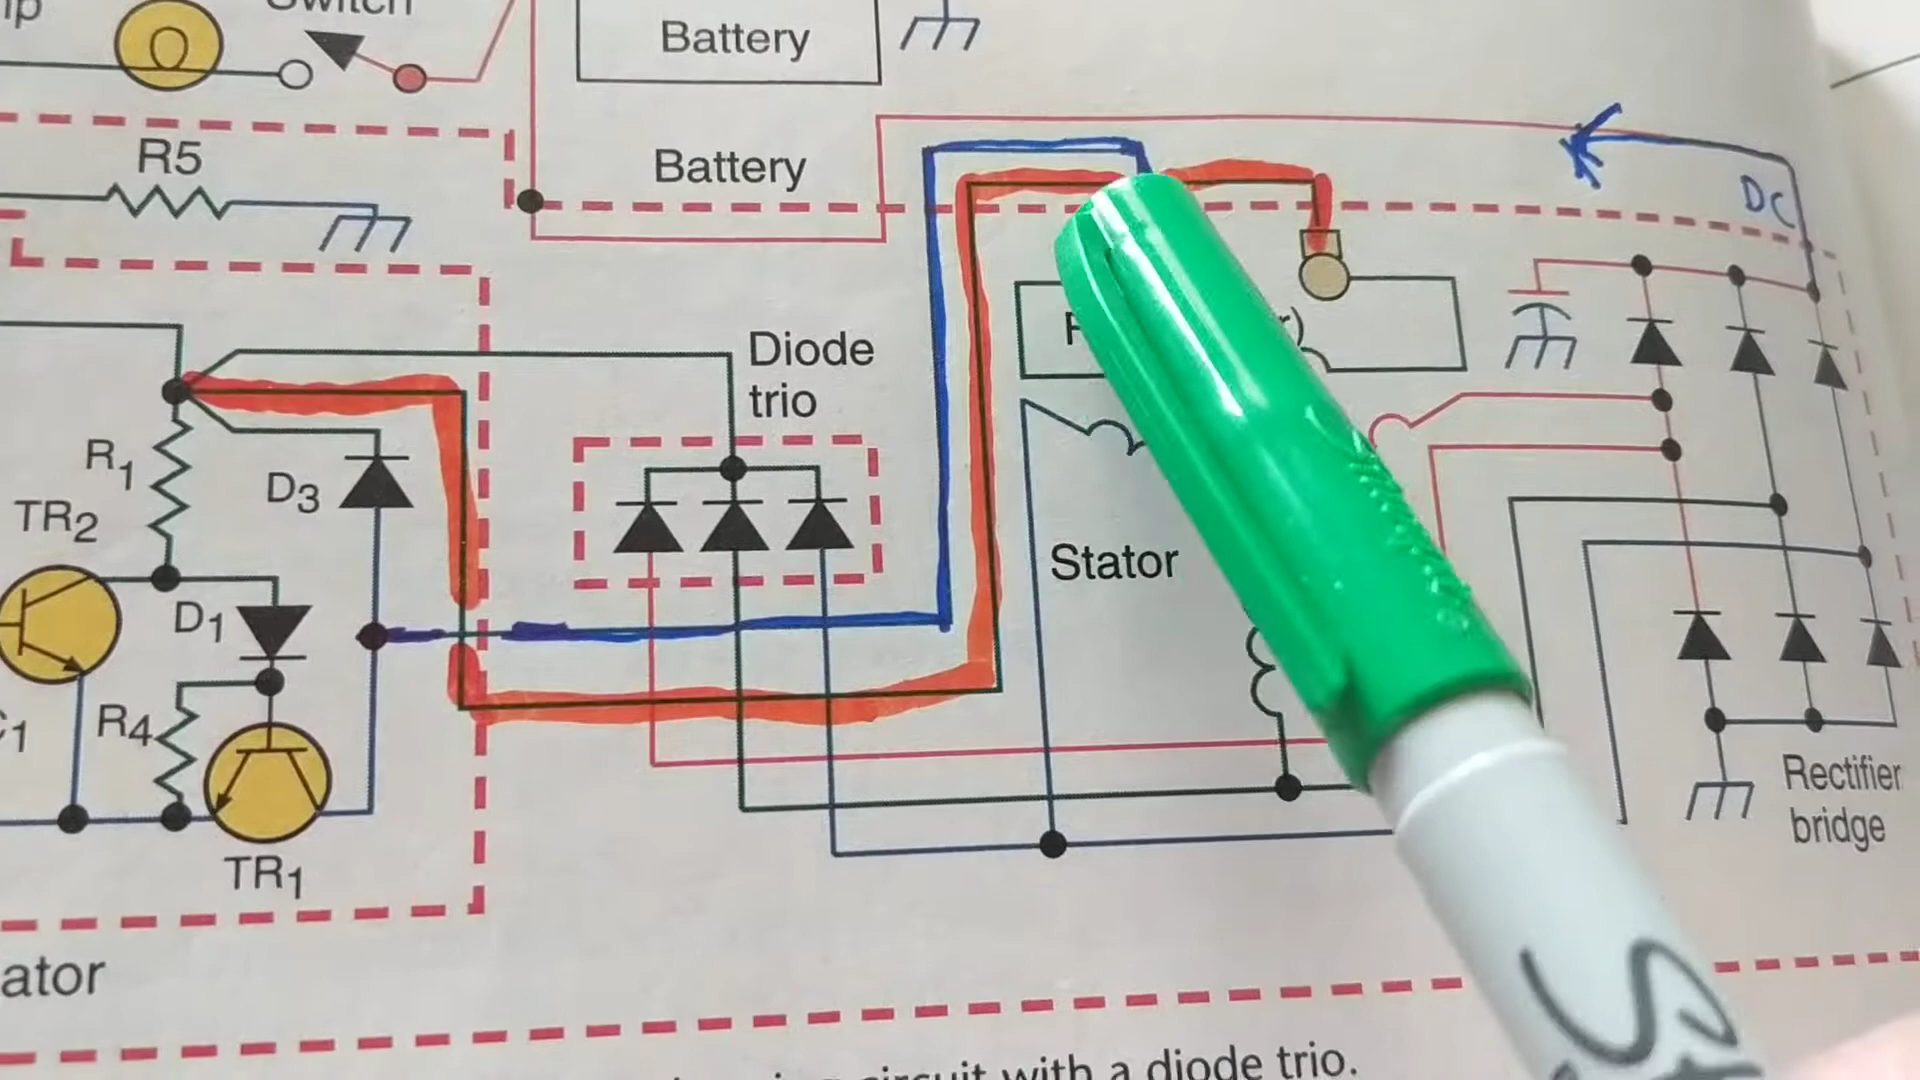 Switch
Battery
R5
Battery
DC
Diode
trio
R1
D3
TR2
D1
Stator
R4
TR1
Rectifier
bridge
circuit with a diode trio.